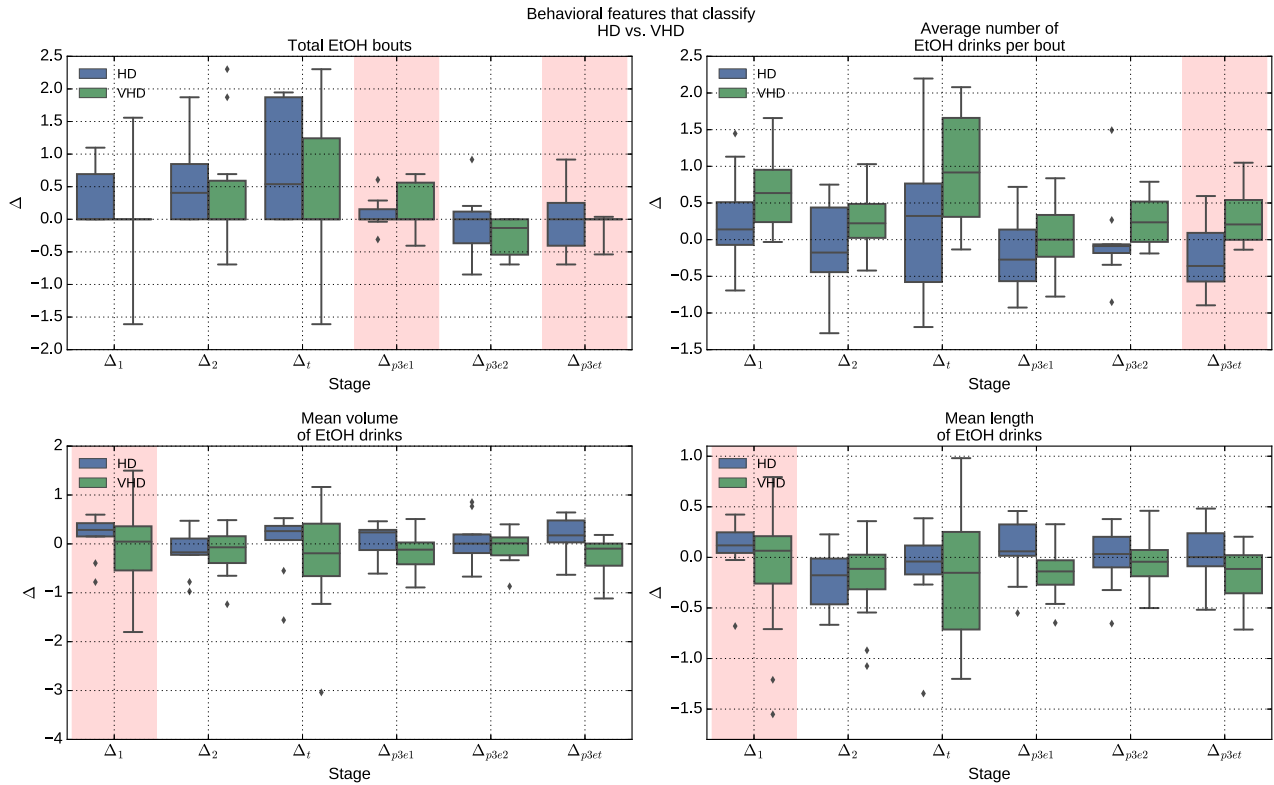 Behavioral features that classify
HD vs. VHD
Total EtOH bouts
HD
VHD
2.5
2.0
1.5
1.0
0.5
0.0
−0.5
−1.0
−1.5
−2.0
Δ
Δ1
Δ2
Δt
Δp3e1
Δp3e2
Δp3et
Stage
Average number of
EtOH drinks per bout
HD
VHD
2.5
2.0
1.5
1.0
0.5
0.0
−0.5
−1.0
−1.5
Δ
Δ1
Δ2
Δt
Δp3e1
Δp3e2
Δp3et
Stage
Mean volume
of EtOH drinks
HD
VHD
2
1
0
−1
−2
−3
−4
Δ
Δ1
Δ2
Δt
Δp3e1
Δp3e2
Δp3et
Stage
Mean length
of EtOH drinks
HD
VHD
1.0
0.5
0.0
−0.5
−1.0
−1.5
Δ
Δ1
Δ2
Δt
Δp3e1
Δp3e2
Δp3et
Stage